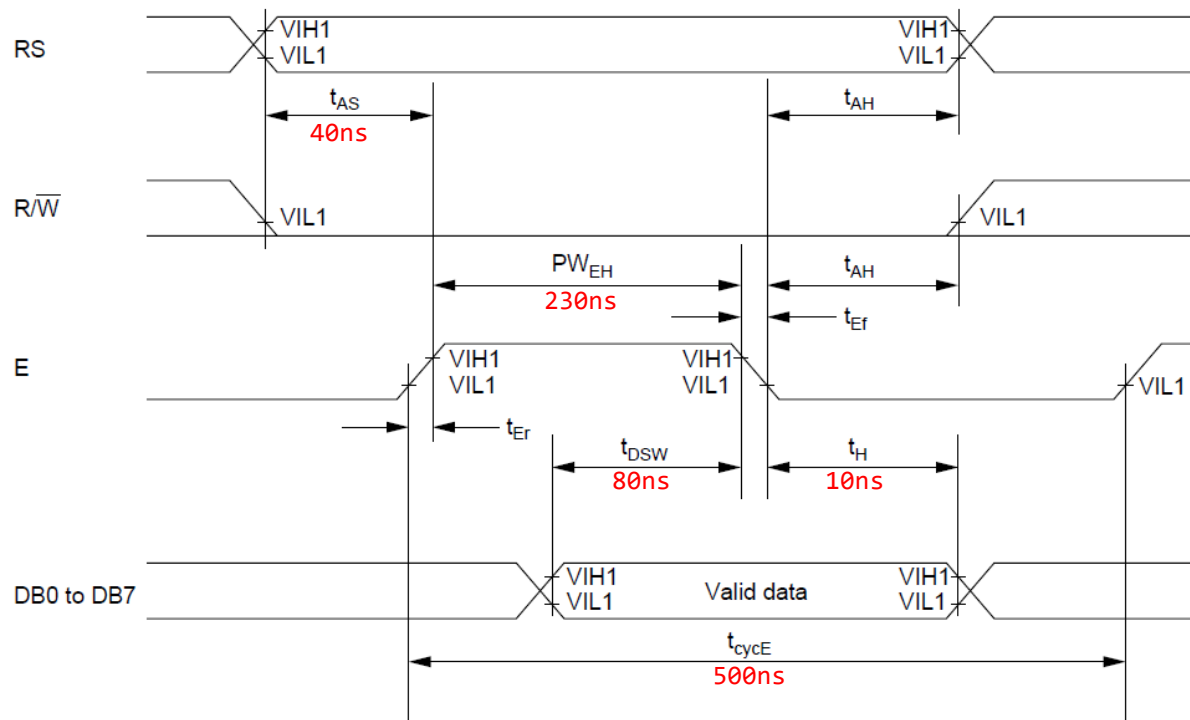 RS
VIH1
VIL1
VIH1
VIL1
tAS
40ns
tAH
R/W̅
VIL1
VIL1
PWEH
230ns
tAH
tEf
E
VIH1
VIL1
VIH1
VIL1
VIL1
tEr
tDSW
80ns
tH
10ns
DB0 to DB7
VIH1
VIL1
Valid data
VIH1
VIL1
tcycE
500ns